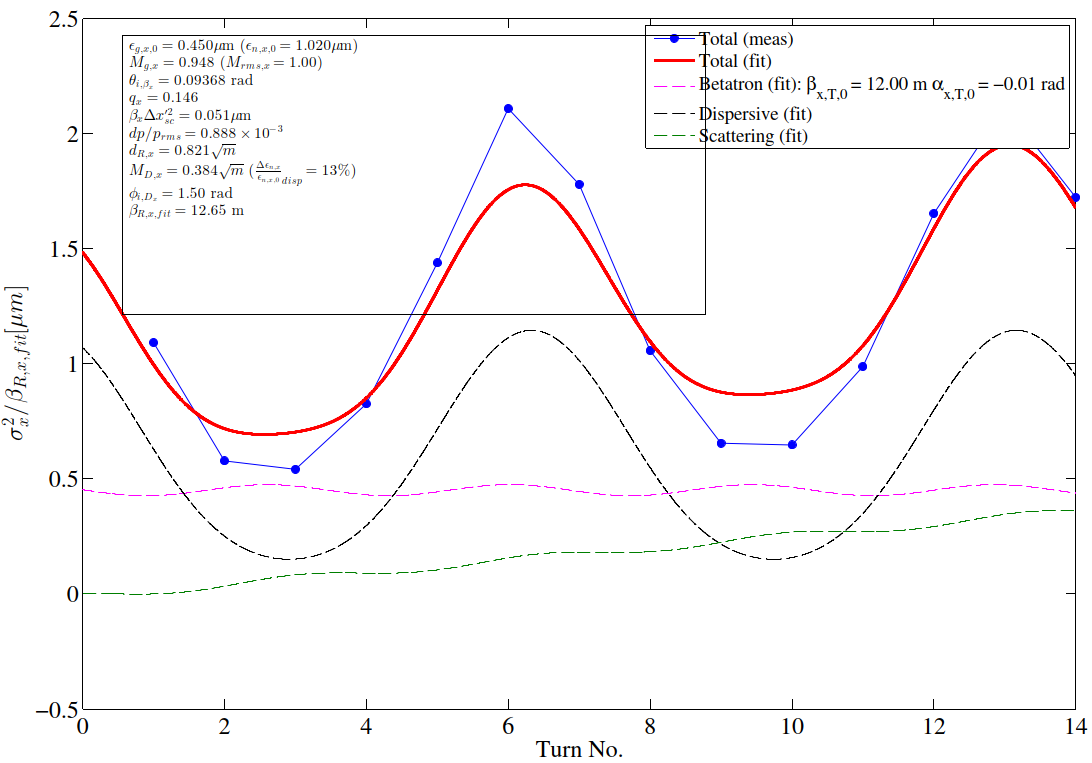 2.5
2
1.5
1
0.5
0
−0.5
0 2 4 6 8 10 12 14
Turn No.
σ_x^2/β_{R,x,fit}[μm]
ϵ_{g,x,0} = 0.450μm (ϵ_{n,x,0} = 1.020μm)
M_{g,x} = 0.948 (M_{rms,x} = 1.00)
θ_{i,β_x} = 0.09368 rad
q_x = 0.146
β_xΔx′^2_{sc} = 0.051μm
dp/p_{rms} = 0.888 × 10^{−3}
d_{R,x} = 0.821√m
M_{D,x} = 0.384√m (Δϵ_{n,x}/ϵ_{n,x,0 disp} = 13%)
ϕ_{i,D_x} = 1.50 rad
β_{R,x,fit} = 12.65 m
Total (meas)
Total (fit)
Betatron (fit): β_{x,T,0} = 12.00 m α_{x,T,0} = −0.01 rad
Dispersive (fit)
Scattering (fit)